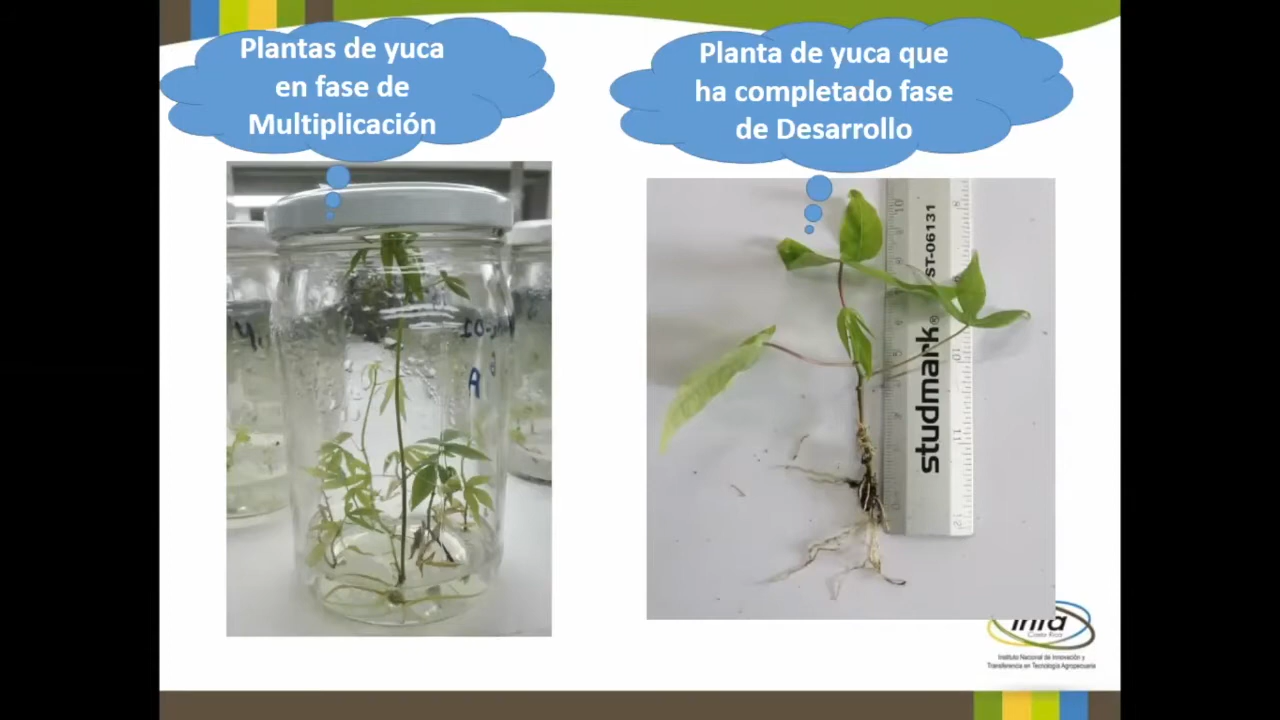 Plantas de yuca
en fase de
Multiplicación
Planta de yuca que
ha completado fase
de Desarrollo
ST-06131
studmark®
A
inta
Costa Rica
Instituto Nacional de Innovación y
Transferencia en Tecnología Agropecuaria